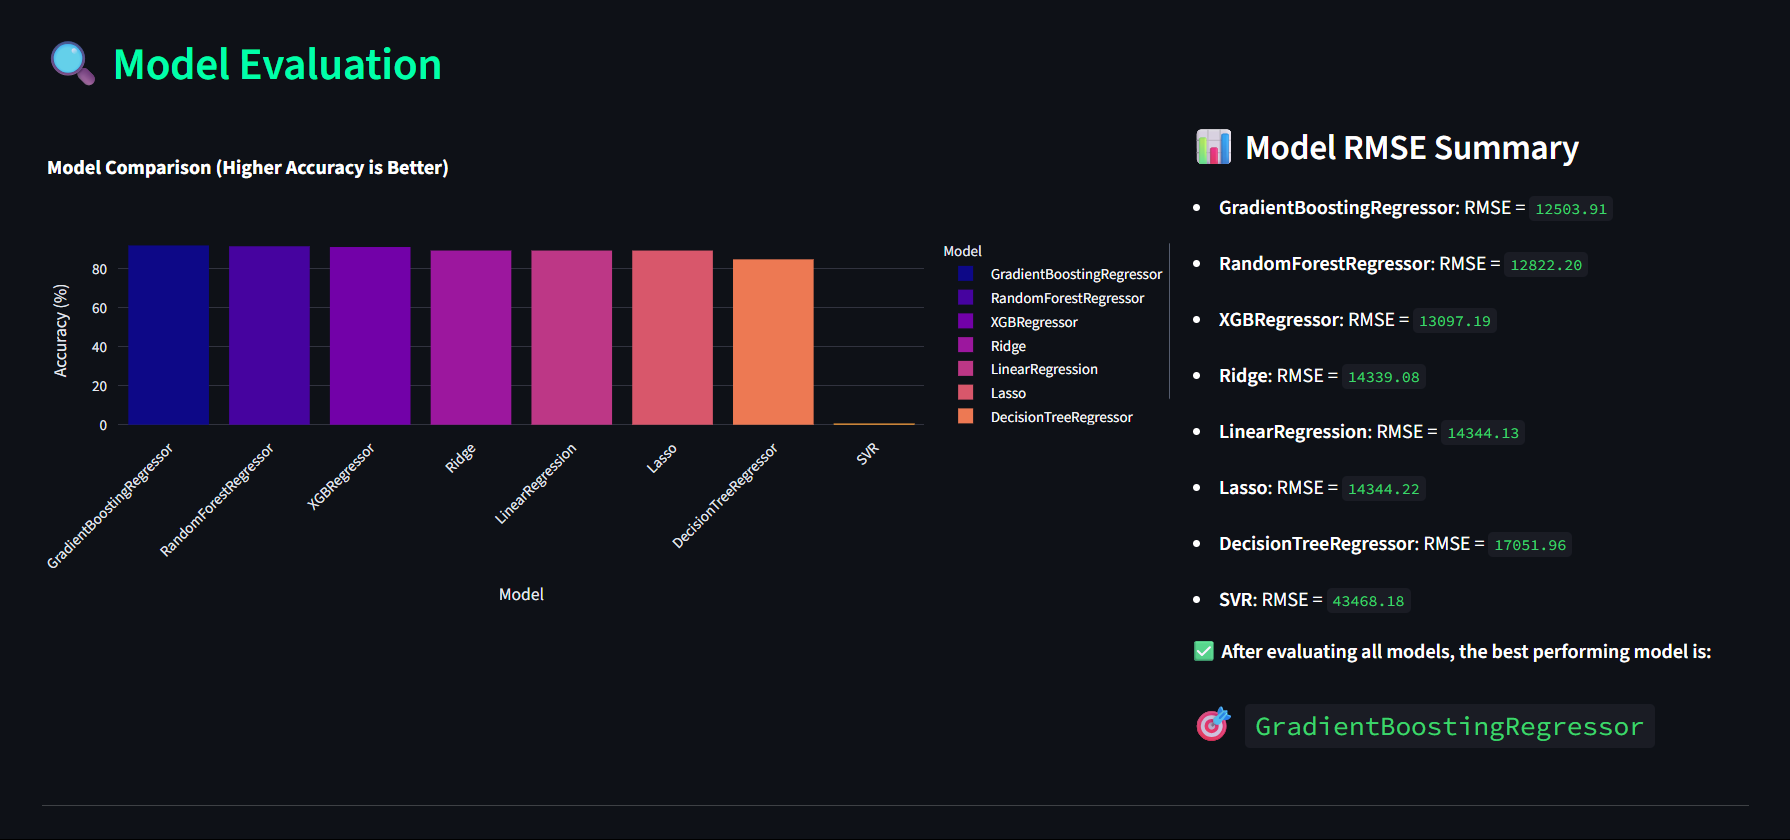 Model Evaluation
Model Comparison (Higher Accuracy is Better)
Accuracy (%)
80
60
40
20
0
GradientBoostingRegressor
RandomForestRegressor
XGBRegressor
Ridge
LinearRegression
Lasso
DecisionTreeRegressor
SVR
Model
Model
GradientBoostingRegressor
RandomForestRegressor
XGBRegressor
Ridge
LinearRegression
Lasso
DecisionTreeRegressor
Model RMSE Summary
• GradientBoostingRegressor: RMSE = 12503.91
• RandomForestRegressor: RMSE = 12822.20
• XGBRegressor: RMSE = 13097.19
• Ridge: RMSE = 14339.08
• LinearRegression: RMSE = 14344.13
• Lasso: RMSE = 14344.22
• DecisionTreeRegressor: RMSE = 17051.96
• SVR: RMSE = 43468.18
After evaluating all models, the best performing model is:
GradientBoostingRegressor